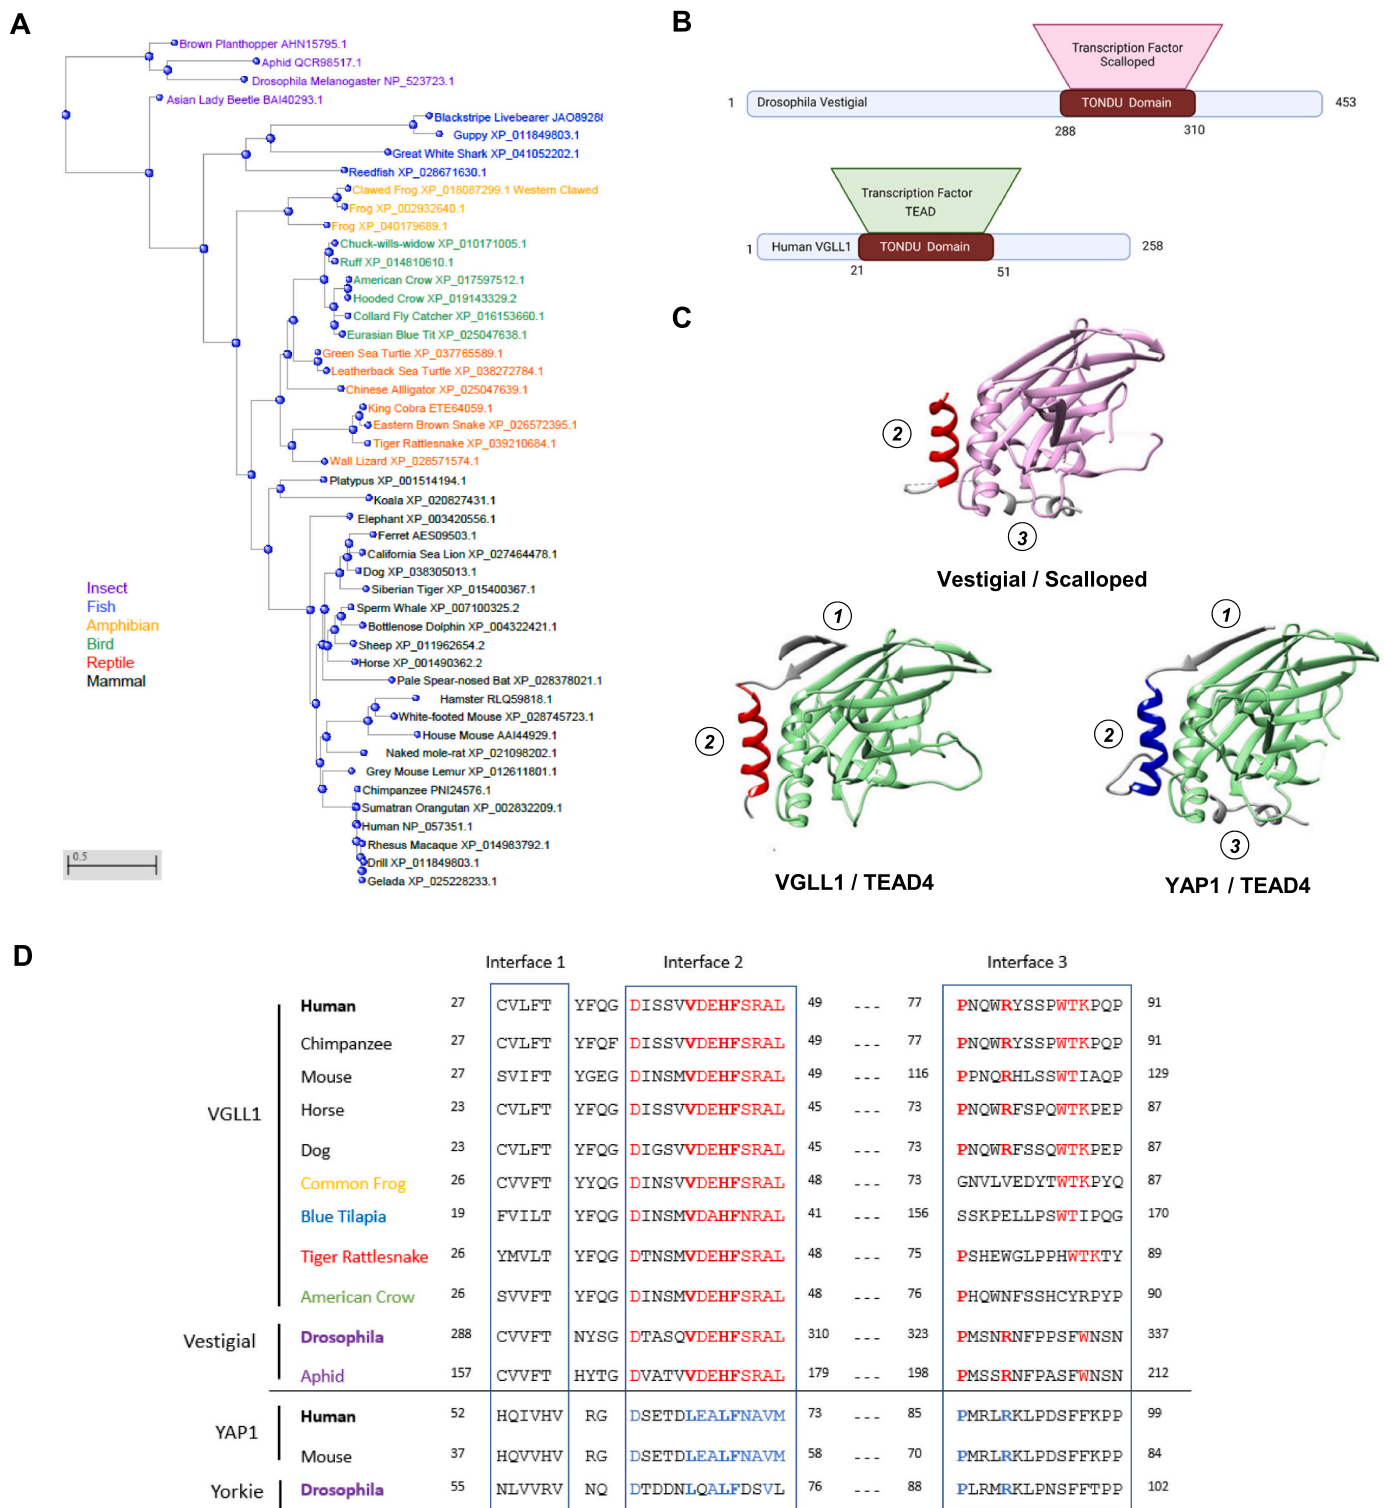 A
Brown Planthopper AHN15795.1
Aphid QCR98517.1
Drosophila Melanogaster NP_523723.1
Asian Lady Beetle BAI40293.1
Blackstripe Livebearer JAO8928
Guppy XP_011849803.1
Great White Shark XP_041052202.1
Reedfish XP_028671630.1
Clawed Frog XP_018087299.1 Western Clawed
Frog XP_002932640.1
Frog XP_040179689.1
Chuck-wills-widow XP_010171005.1
Ruff XP_014810610.1
American Crow XP_017597512.1
Hooded Crow XP_019143329.2
Collard Fly Catcher XP_016153660.1
Eurasian Blue Tit XP_025047638.1
Green Sea Turtle XP_037765589.1
Leatherback Sea Turtle XP_038272784.1
Chinese Allligator XP_025047639.1
King Cobra ETE64059.1
Eastern Brown Snake XP_026572395.1
Tiger Rattlesnake XP_039210684.1
Wall Lizard XP_028571574.1
Platypus XP_001514194.1
Koala XP_020827431.1
Elephant XP_003420556.1
Ferret AES09503.1
California Sea Lion XP_027464478.1
Dog XP_038305013.1
Siberian Tiger XP_015400367.1
Sperm Whale XP_007100325.2
Bottlenose Dolphin XP_004322421.1
Sheep XP_011962654.2
Horse XP_001490362.2
Pale Spear-nosed Bat XP_028378021.1
Hamster RLQ59818.1
White-footed Mouse XP_028745723.1
House Mouse AAI44929.1
Naked mole-rat XP_021098202.1
Grey Mouse Lemur XP_012611801.1
Chimpanzee PNI24576.1
Sumatran Orangutan XP_002832209.1
Human NP_057351.1
Rhesus Macaque XP_014983792.1
Drill XP_011849803.1
Gelada XP_025228233.1
Insect
Fish
Amphibian
Bird
Reptile
Mammal
0.5
B
Transcription Factor
Scalloped
1 Drosophila Vestigial TONDU Domain 453
288 310
Transcription Factor
TEAD
1 Human VGLL1 TONDU Domain 258
21 51
C
2
3
Vestigial / Scalloped
1
2
VGLL1 / TEAD4
1
2
3
YAP1 / TEAD4
D
Interface 1 Interface 2 Interface 3
VGLL1
Human 27 CVLFT YFQG DISSVVDEHFSRAL 49 --- 77 PNQWRYSSPWTKPQP 91
Chimpanzee 27 CVLFT YFQF DISSVVDEHFSRAL 49 --- 77 PNQWRYSSPWTKPQP 91
Mouse 27 SVIFT YGEG DINSMVDEHFSRAL 49 --- 116 PPNQRHLSSWTIAQP 129
Horse 23 CVLFT YFQG DINSMVDEHFSRAL 45 --- 73 PNQWRFSPQWTKPEP 87
Dog 23 CVLFT YFQG DIGSVVDEHFSRAL 45 --- 73 PNQWRFSSQWTKPEP 87
Common Frog 26 CVVFT YYQG DINSVVDEHFSRAL 48 --- 73 GNVLVEDYTWTKPYQ 87
Blue Tilapia 19 FVILT YFQG DINSMVDAHFNRAL 41 --- 156 SSKPELLPSWTIPQG 170
Tiger Rattlesnake 26 YMVLT YFQG DTNSMVDEHFSRAL 48 --- 75 PSHEWGLPPHWTKTY 89
American Crow 26 SVVFT YFQG DINSMVDEHFSRAL 48 --- 76 PHQWNFSSHCYRPYP 90
Vestigial
Drosophila 288 CVVFT NYSG DTASQVDEHFSRAL 310 --- 323 PMSNRNFPPSFWNSN 337
Aphid 157 CVVFT HYTG DVATVVDEHFSRAL 179 --- 198 PMSSRNFPASFWNSN 212
YAP1
Human 52 HQIVHV RG DSETDLEALFNAVM 73 --- 85 PMRLRKLPDSFFKPP 99
Mouse 37 HQVVHV RG DSETDLEALFNAVM 58 --- 70 PMRLRKLPDSFFKPP 84
Yorkie
Drosophila 55 NLVVRV NQ DTDDNLQALFDSVL 76 --- 88 PLRMRKLPNSFFTPP 102